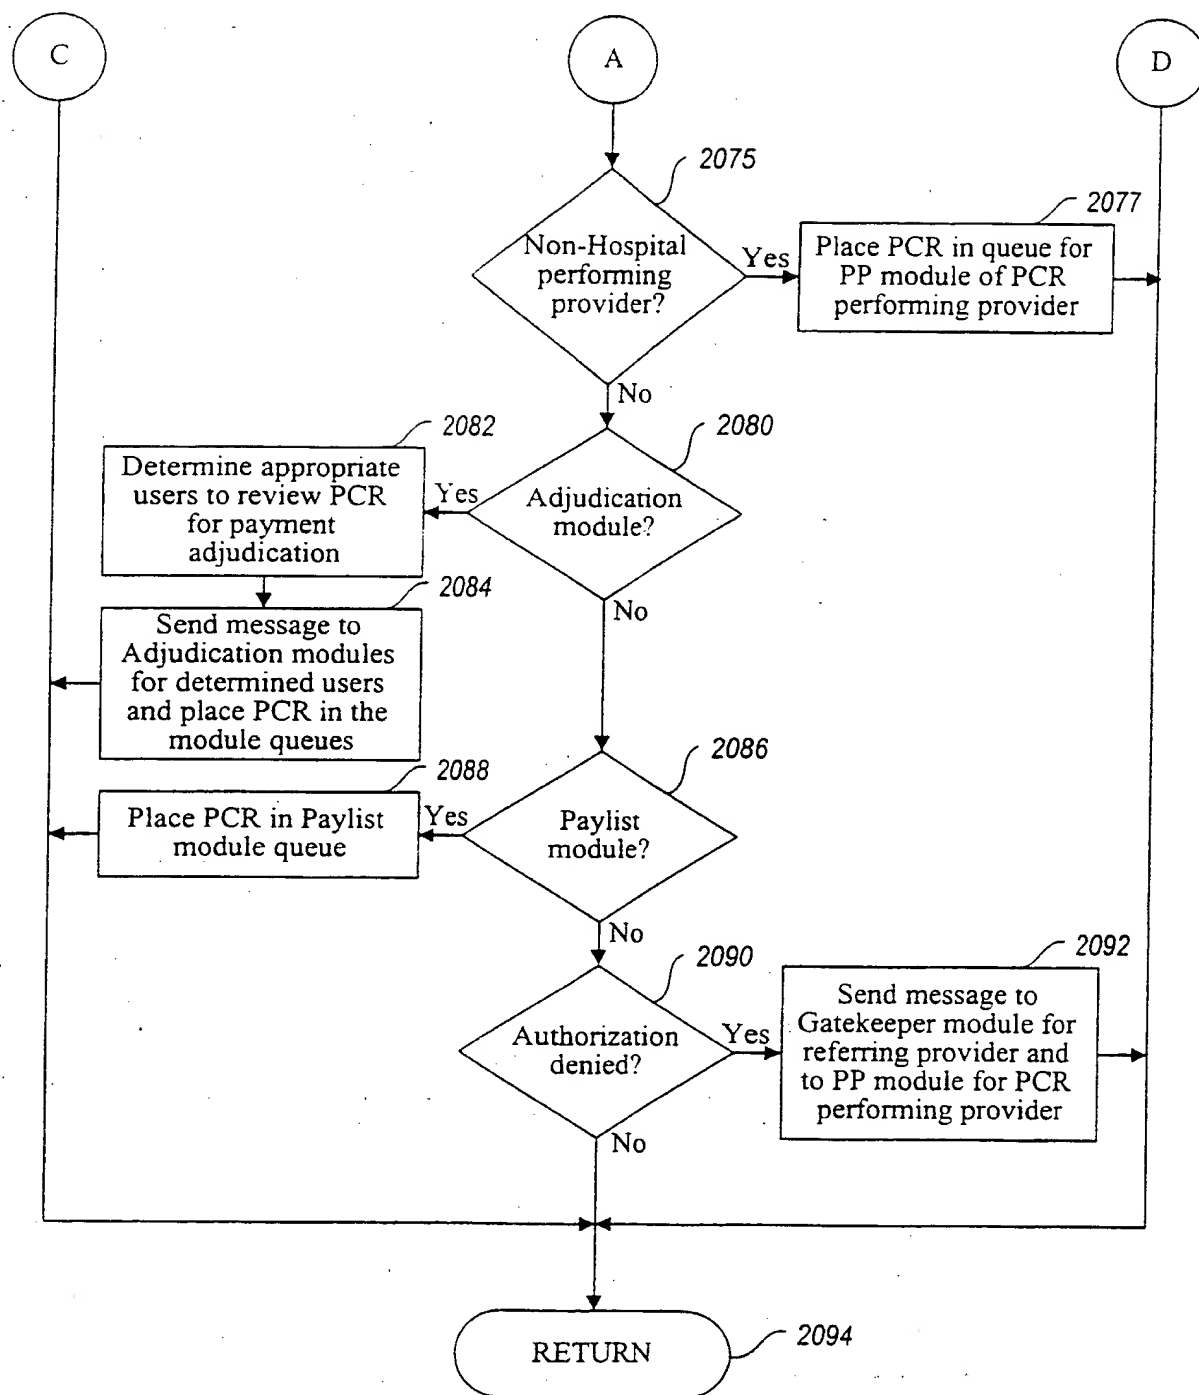 C
A
D
2075
Non-Hospital
performing
provider?
Yes
2077
Place PCR in queue for
PP module of PCR
performing provider
No
2080
Adjudication
module?
Yes
2082
Determine appropriate
users to review PCR
for payment
adjudication
2084
Send message to
Adjudication modules
for determined users
and place PCR in the
module queues
No
2086
Paylist
module?
Yes
2088
Place PCR in Paylist
module queue
No
2090
Authorization
denied?
Yes
2092
Send message to
Gatekeeper module for
referring provider and
to PP module for PCR
performing provider
No
RETURN
2094